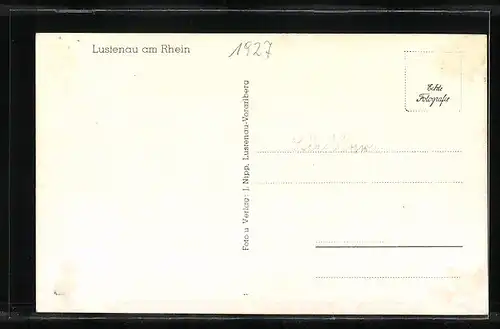 Lustenau am Rhein
1927
Echte
Fotografie
Foto u Verlag: J. Nipp, Lustenau-Vorarlberg